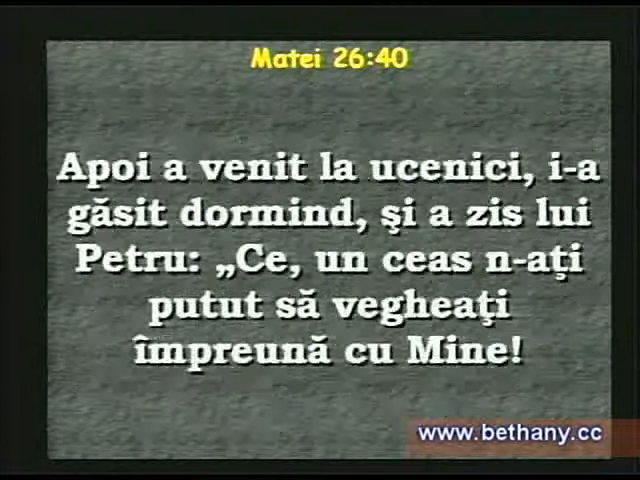 Matei 26:40
Apoi a venit la ucenici, i-a
găsit dormind, şi a zis lui
Petru: „Ce, un ceas n-aţi
putut să vegheaţi
împreună cu Mine!
www.bethany.cc